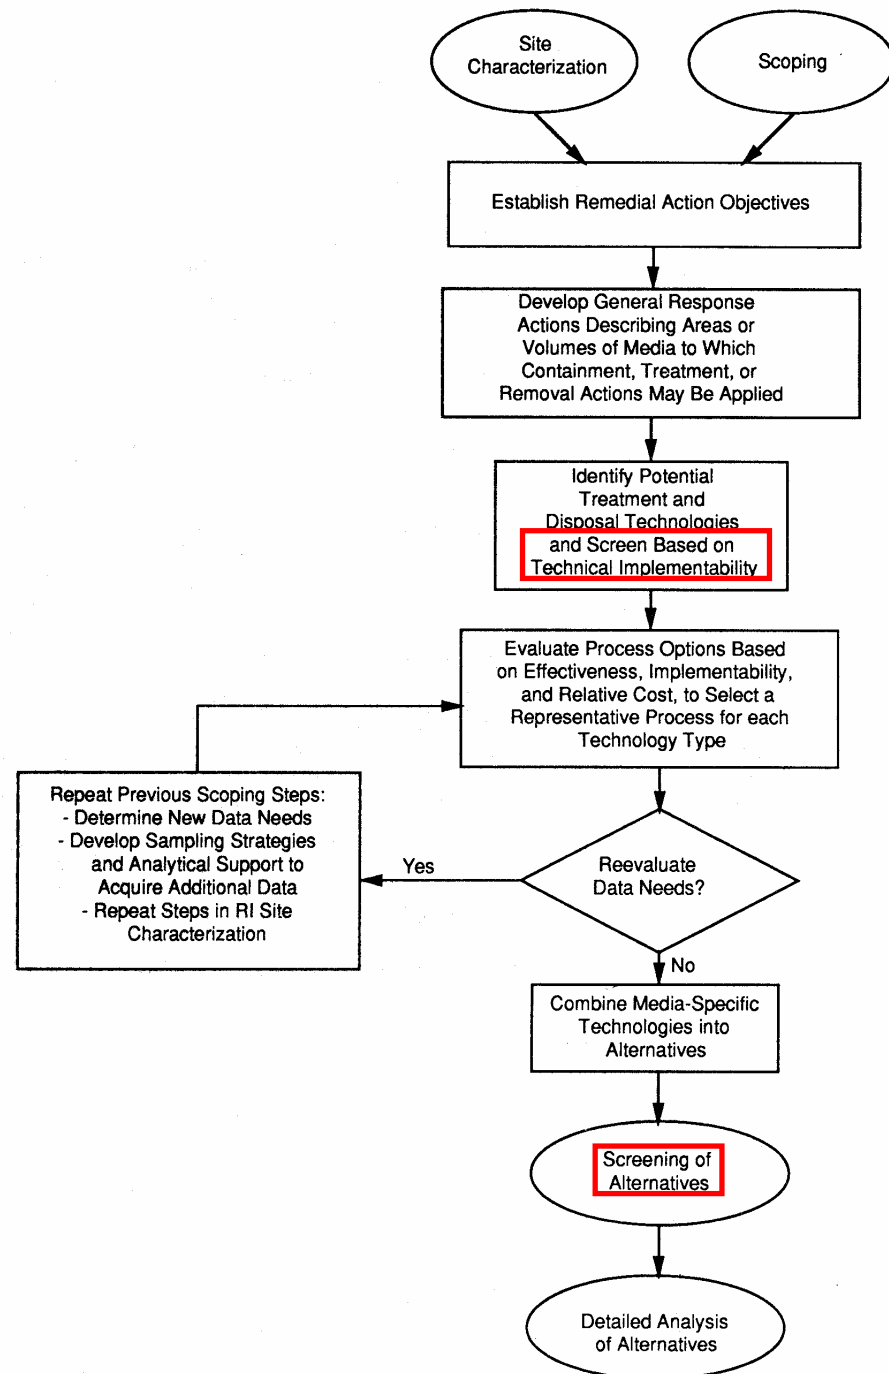 Site
Characterization
Scoping
Establish Remedial Action Objectives
Develop General Response
Actions Describing Areas or
Volumes of Media to Which
Containment, Treatment, or
Removal Actions May Be Applied
Identify Potential
Treatment and
Disposal Technologies
and Screen Based on
Technical Implementability
Evaluate Process Options Based
on Effectiveness, Implementability,
and Relative Cost, to Select a
Representative Process for each
Technology Type
Repeat Previous Scoping Steps:
- Determine New Data Needs
- Develop Sampling Strategies
and Analytical Support to
Acquire Additional Data
- Repeat Steps in RI Site
Characterization
Yes
Reevaluate
Data Needs?
No
Combine Media-Specific
Technologies into
Alternatives
Screening of
Alternatives
Detailed Analysis
of Alternatives